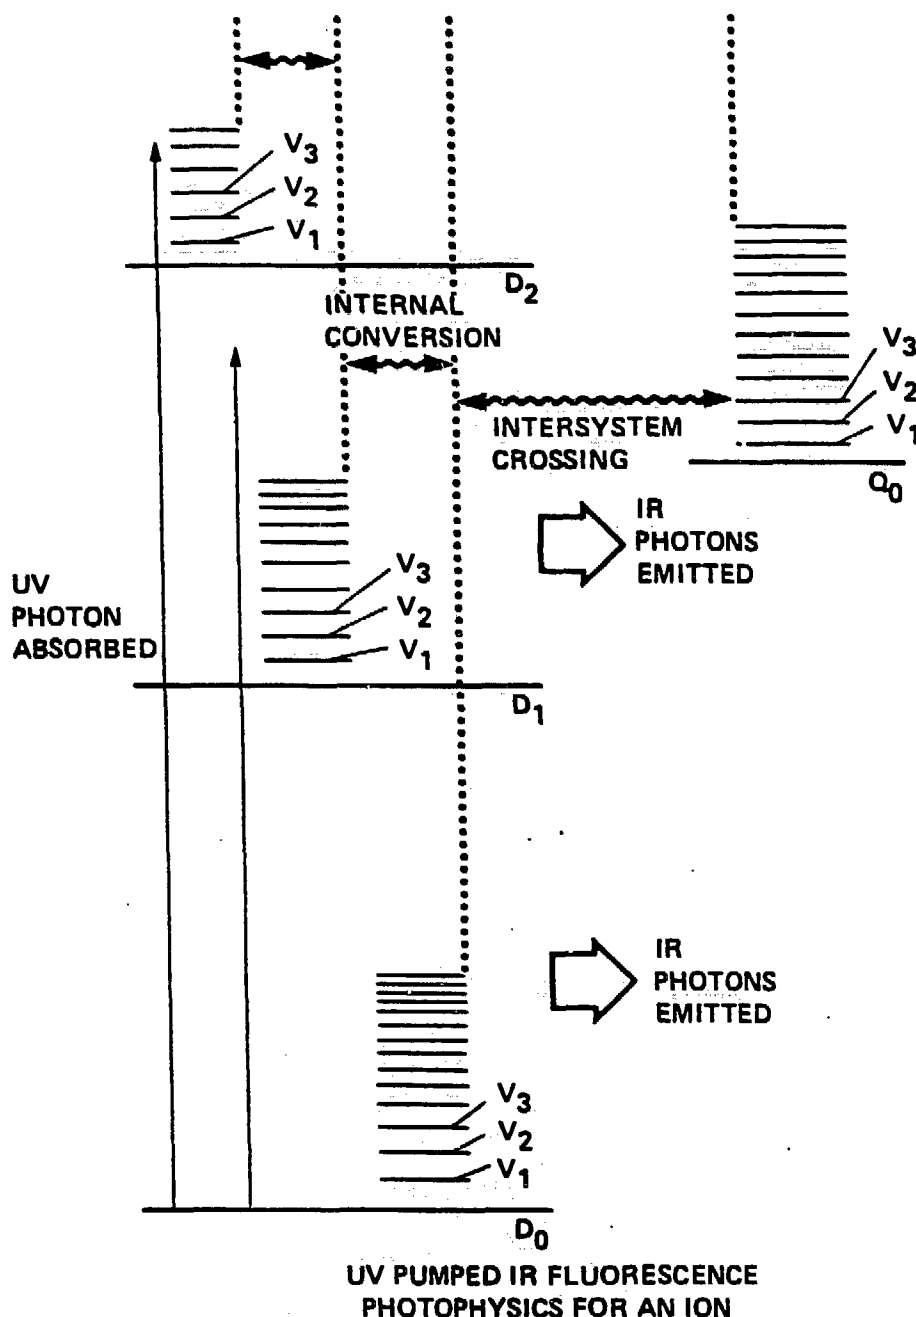 V3
V2
V1
D2
INTERNAL
CONVERSION
V3
V2
V1
INTERSYSTEM
CROSSING
Q0
IR
PHOTONS
EMITTED
UV
PHOTON
ABSORBED
V3
V2
V1
D1
IR
PHOTONS
EMITTED
V3
V2
V1
D0
UV PUMPED IR FLUORESCENCE
PHOTOPHYSICS FOR AN ION